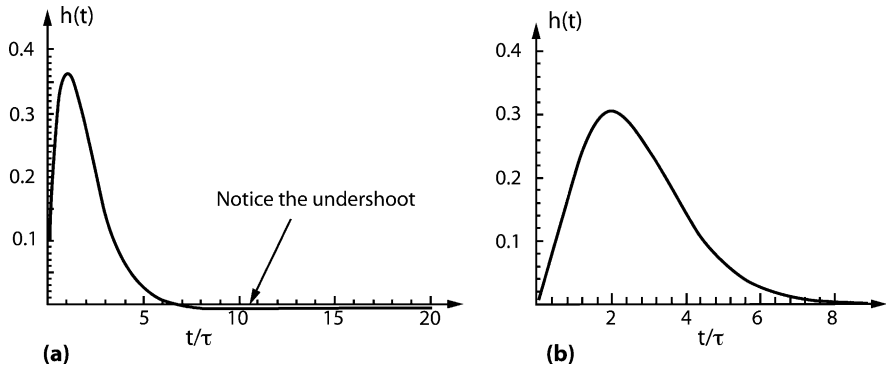 h(t)
0.4
0.3
0.2
0.1
Notice the undershoot
5
10
15
20
t/τ
(a)
h(t)
0.4
0.3
0.2
0.1
2
4
6
8
t/τ
(b)